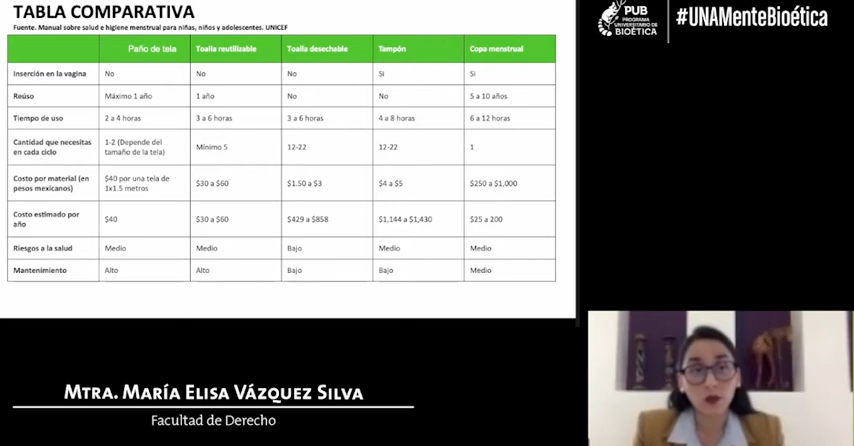 TABLA COMPARATIVA
Fuente. Manual sobre salud e higiene menstrual para niñas, niños y adolescentes. UNICEF
Paño de tela Toalla reutilizable Toalla desechable Tampón Copa menstrual
Inserción en la vagina No No No Si Si
Reúso Máximo 1 año 1 año No No 5 a 10 años
Tiempo de uso 2 a 4 horas 3 a 6 horas 3 a 6 horas 4 a 8 horas 6 a 12 horas
Cantidad que necesitas en cada ciclo 1-2 (Depende del tamaño de la tela) Mínimo 5 12-22 12-22 1
Costo por material (en pesos mexicanos) $40 por una tela de 1x1.5 metros $30 a $60 $1.50 a $3 $4 a $5 $250 a $1,000
Costo estimado por año $40 $30 a $60 $429 a $858 $1,144 a $1,430 $25 a 200
Riesgos a la salud Medio Medio Bajo Medio Medio
Mantenimiento Alto Alto Bajo Bajo Medio
PUB
PROGRAMA
UNIVERSITARIO DE
BIOÉTICA
#UNAMenteBioética
MTRA. MARÍA ELISA VÁZQUEZ SILVA
Facultad de Derecho